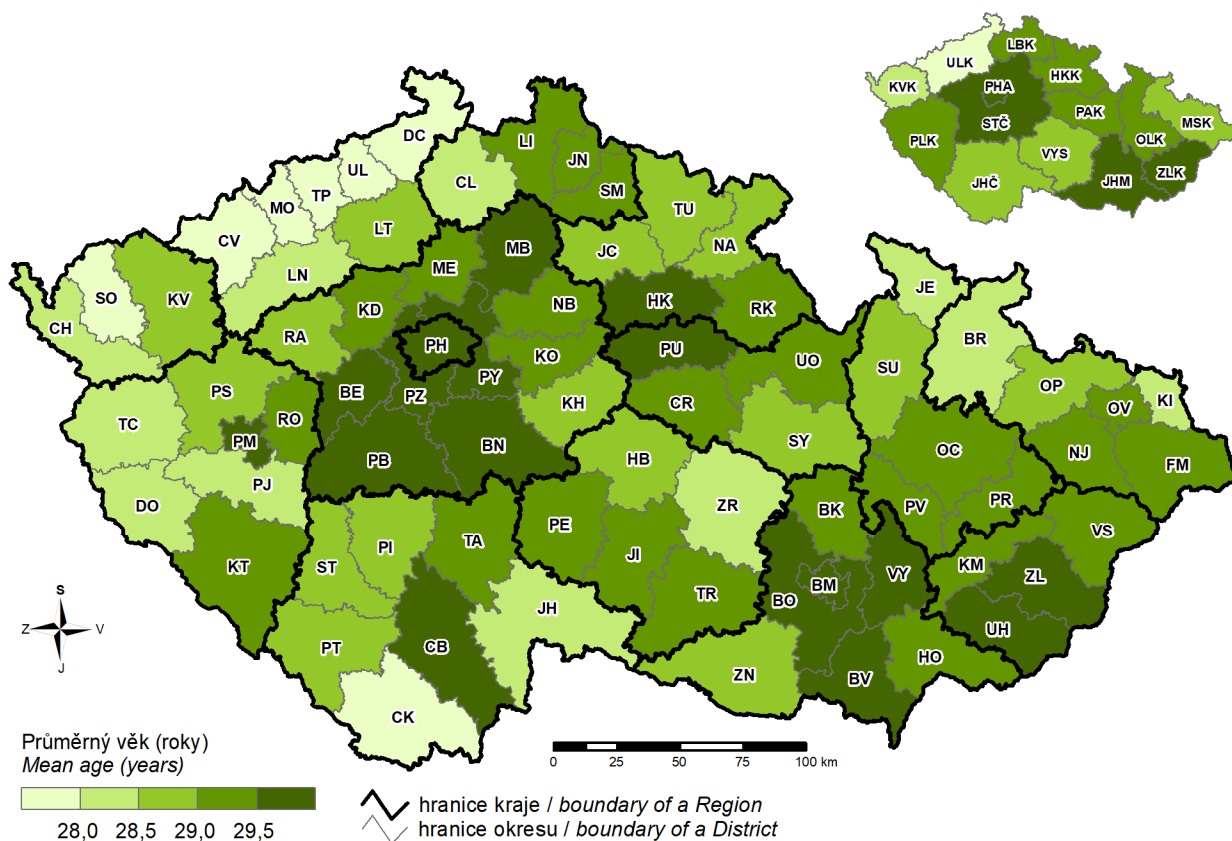 LBK
ULK
HKK
KVK
PHA
PAK
MSK
STČ
OLK
PLK
VYS
ZLK
JHČ
JHM
DC
LI
JN
UL
CL
SM
TP
MO
TU
LT
CV
MB
NA
JC
ME
LN
JE
SO
KV
NB
HK
KD
RK
CH
RA
BR
PH
PU
KO
UO
SU
PY
OP
PS
BE
PZ
KI
KH
CR
OV
TC
RO
PM
SY
BN
OC
NJ
PB
HB
FM
PJ
PR
DO
ZR
PV
BK
PE
VS
TA
PI
JI
KM
KT
ST
VY
ZL
BM
TR
BO
JH
UH
PT
CB
HO
ZN
BV
CK
S
Z V
J
Průměrný věk (roky)
Mean age (years)
28,0 28,5 29,0 29,5
0 25 50 75 100 km
hranice kraje / boundary of a Region
hranice okresu / boundary of a District